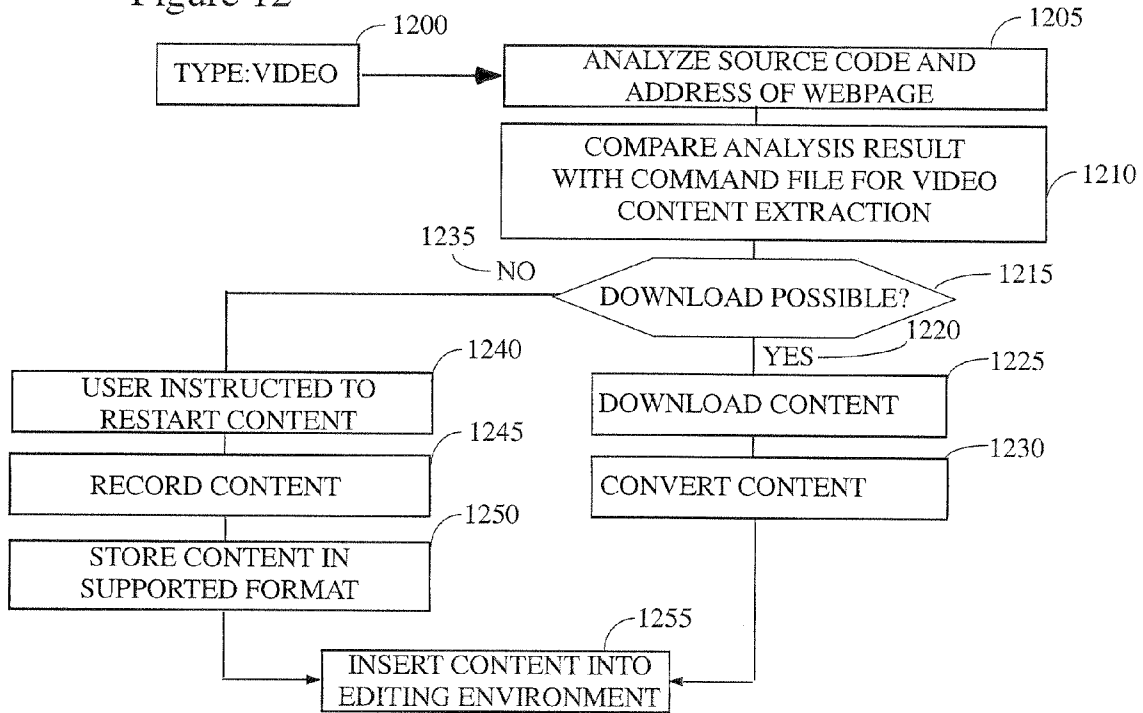 Figure 12
1200
TYPE:VIDEO
1205
ANALYZE SOURCE CODE AND
ADDRESS OF WEBPAGE
COMPARE ANALYSIS RESULT
WITH COMMAND FILE FOR VIDEO
CONTENT EXTRACTION
1210
1235
NO
DOWNLOAD POSSIBLE?
1215
1220
YES
1240
USER INSTRUCTED TO
RESTART CONTENT
1225
DOWNLOAD CONTENT
1245
RECORD CONTENT
1230
CONVERT CONTENT
1250
STORE CONTENT IN
SUPPORTED FORMAT
1255
INSERT CONTENT INTO
EDITING ENVIRONMENT